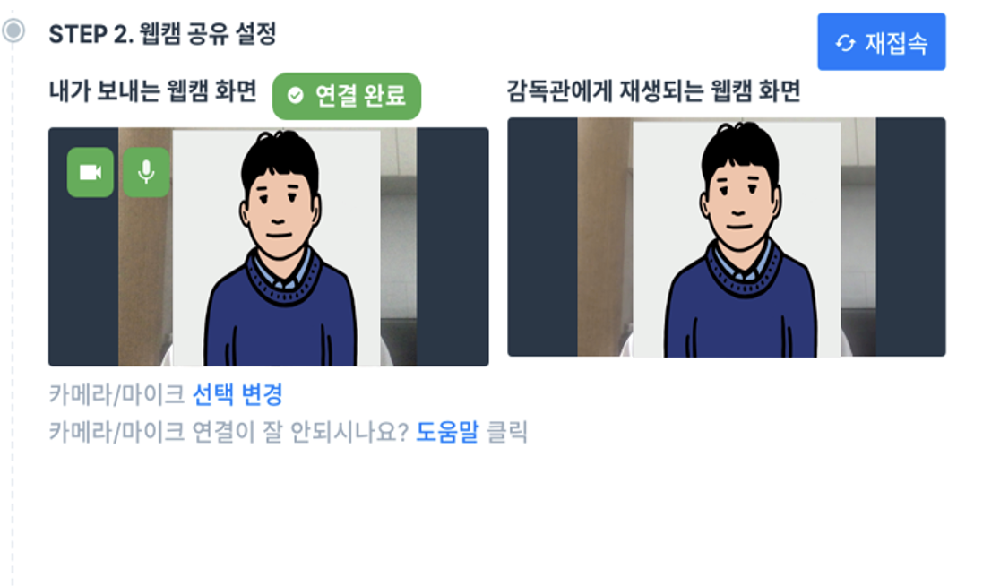 STEP 2. 웹캠 공유 설정
재접속
내가 보내는 웹캠 화면
연결 완료
감독관에게 재생되는 웹캠 화면
카메라/마이크 선택 변경
카메라/마이크 연결이 잘 안되시나요? 도움말 클릭